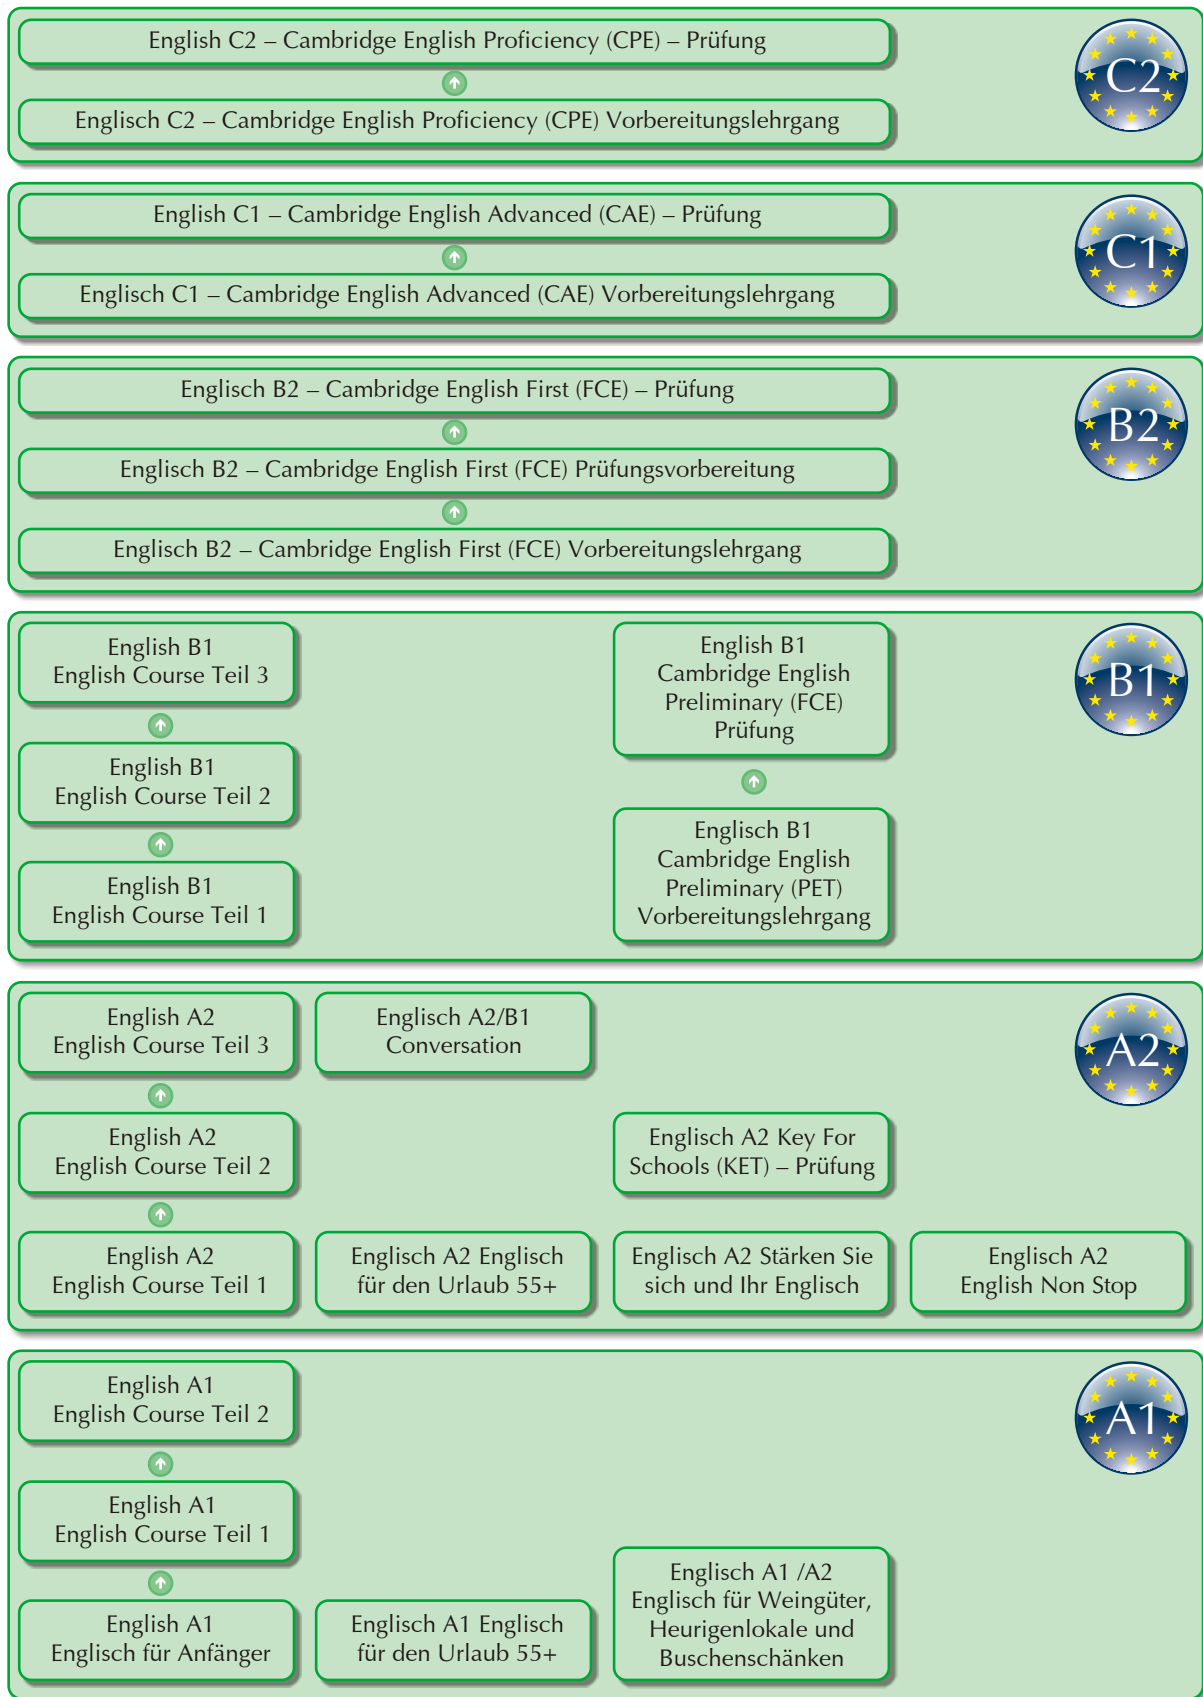 English C2 – Cambridge English Proficiency (CPE) – Prüfung
C2
Englisch C2 – Cambridge English Proficiency (CPE) Vorbereitungslehrgang
English C1 – Cambridge English Advanced (CAE) – Prüfung
C1
Englisch C1 – Cambridge English Advanced (CAE) Vorbereitungslehrgang
Englisch B2 – Cambridge English First (FCE) – Prüfung
B2
Englisch B2 – Cambridge English First (FCE) Prüfungsvorbereitung
Englisch B2 – Cambridge English First (FCE) Vorbereitungslehrgang
English B1
English Course Teil 3
English B1
Cambridge English
Preliminary (FCE)
Prüfung
B1
English B1
English Course Teil 2
English B1
English Course Teil 1
Englisch B1
Cambridge English
Preliminary (PET)
Vorbereitungslehrgang
English A2
English Course Teil 3
Englisch A2/B1
Conversation
A2
English A2
English Course Teil 2
Englisch A2 Key For
Schools (KET) – Prüfung
English A2
English Course Teil 1
Englisch A2 Englisch
für den Urlaub 55+
Englisch A2 Stärken Sie
sich und Ihr Englisch
Englisch A2
English Non Stop
English A1
English Course Teil 2
A1
English A1
English Course Teil 1
English A1
Englisch für Anfänger
Englisch A1 Englisch
für den Urlaub 55+
Englisch A1 /A2
Englisch für Weingüter,
Heurigenlokale und
Buschenschänken